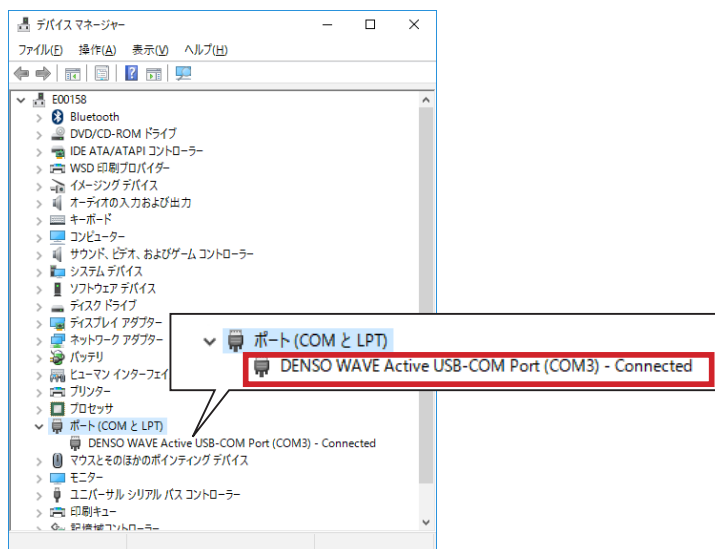 デバイス マネージャー
ファイル(F) 操作(A) 表示(V) ヘルプ(H)
E00158
Bluetooth
DVD/CD-ROM ドライブ
IDE ATA/ATAPI コントローラー
WSD 印刷プロバイダー
イメージング デバイス
オーディオの入力および出力
キーボード
コンピューター
サウンド、ビデオ、およびゲーム コントローラー
システム デバイス
ソフトウェア デバイス
ディスク ドライブ
ディスプレイ アダプター
ネットワーク アダプター
バッテリ
ヒューマン インターフェイ
プリンター
プロセッサ
ポート (COM と LPT)
DENSO WAVE Active USB-COM Port (COM3) - Connected
マウスとそのほかのポインティング デバイス
モニター
ユニバーサル シリアル バス コントローラー
印刷キュー
記憶域コントローラー
ポート (COM と LPT)
DENSO WAVE Active USB-COM Port (COM3) - Connected